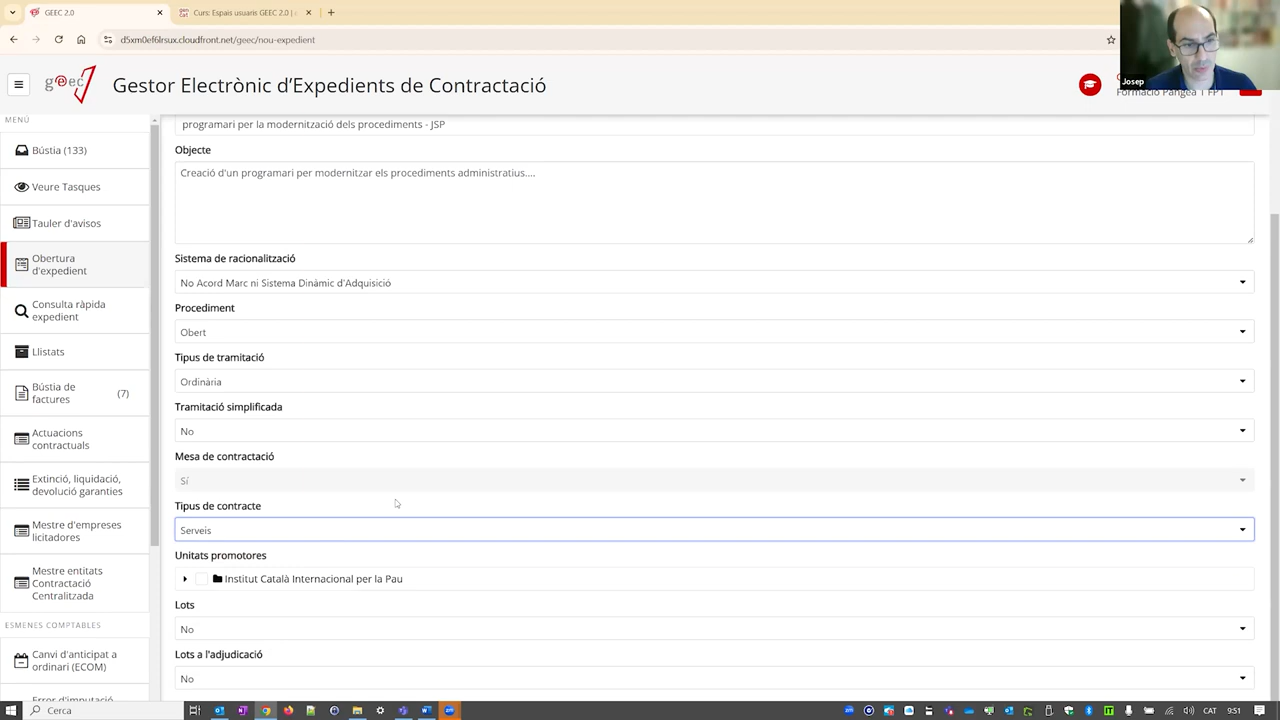 GEEC 2.0
Curs: Espais usuaris GEEC 2.0 |
d5xm0ef6lrsux.cloudfront.net/geec/nou-expedient
geec
Gestor Electrònic d'Expedients de Contractació
Josep
Formació Pangea 1 FP1
MENÚ
Bústia (133)
Veure Tasques
Tauler d'avisos
Obertura
d'expedient
Consulta ràpida
expedient
Llistats
Bústia de
factures
(7)
Actuacions
contractuals
Extinció, liquidació,
devolució garanties
Mestre d'empreses
licitadores
Mestre entitats
Contractació
Centralitzada
ESMENES COMPTABLES
Canvi d'anticipat a
ordinari (ECOM)
Error d'imputació
programari per la modernització dels procediments - JSP
Objecte
Creació d'un programari per modernitzar els procediments administratius....
Sistema de racionalització
No Acord Marc ni Sistema Dinàmic d'Adquisició
Procediment
Obert
Tipus de tramitació
Ordinària
Tramitació simplificada
No
Mesa de contractació
Sí
Tipus de contracte
Serveis
Unitats promotores
Institut Català Internacional per la Pau
Lots
No
Lots a l'adjudicació
No
Cerca
CAT
9:51